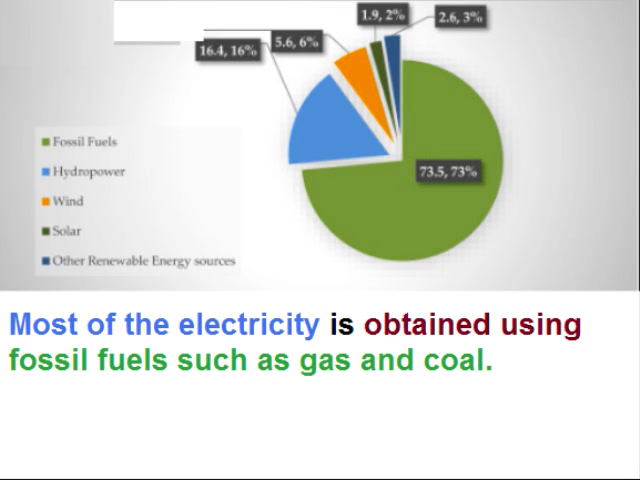 1.9, 2%
2.6, 3%
5.6, 6%
16.4, 16%
Fossil Fuels
Hydropower
73.5, 73%
Wind
Solar
Other Renewable Energy sources
Most of the electricity is obtained using
fossil fuels such as gas and coal.